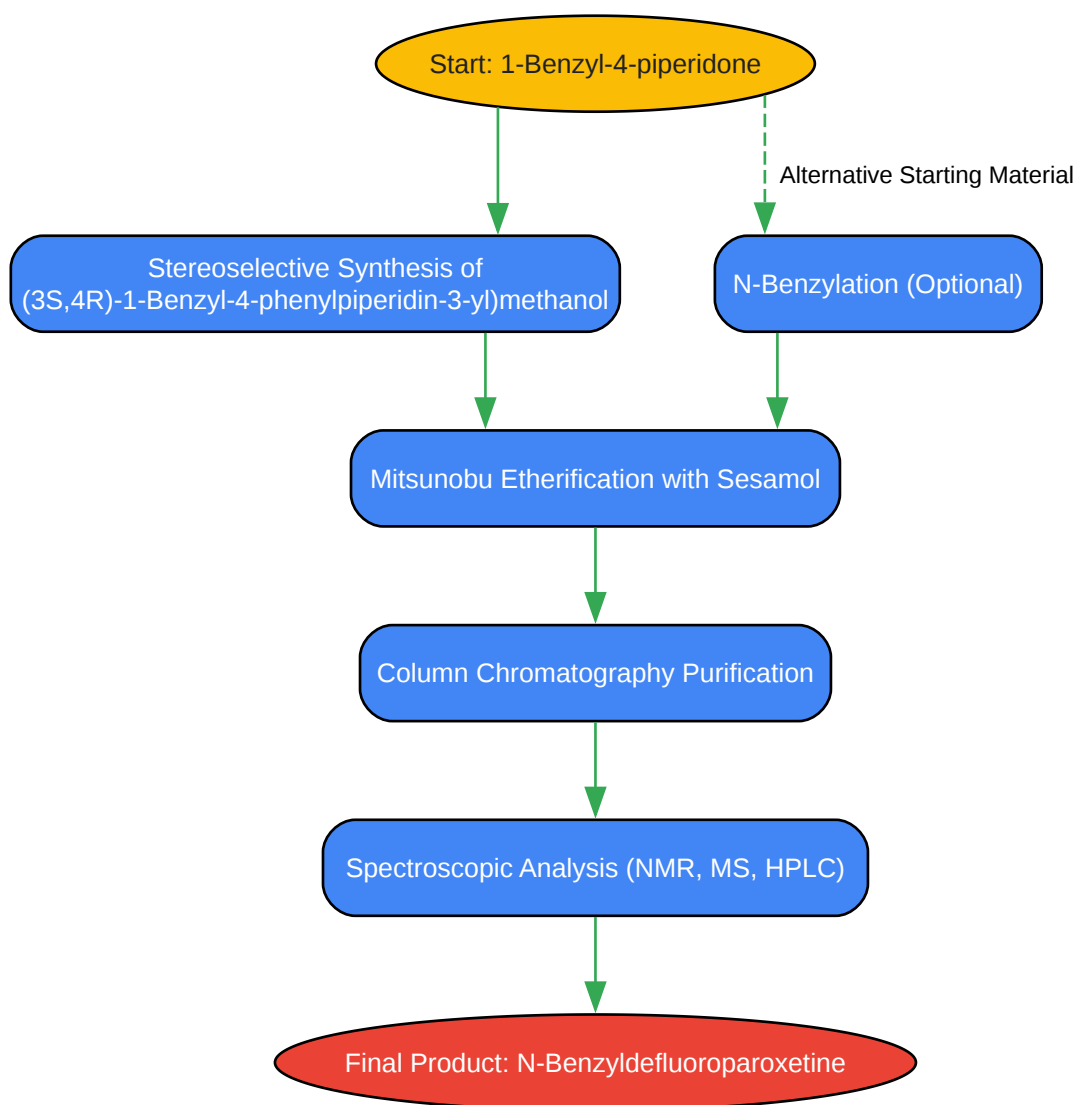 Start: 1-Benzyl-4-piperidone
Alternative Starting Material
Stereoselective Synthesis of
(3S,4R)-1-Benzyl-4-phenylpiperidin-3-yl)methanol
N-Benzylation (Optional)
Mitsunobu Etherification with Sesamol
Column Chromatography Purification
Spectroscopic Analysis (NMR, MS, HPLC)
Final Product: N-Benzyldefluoroparoxetine